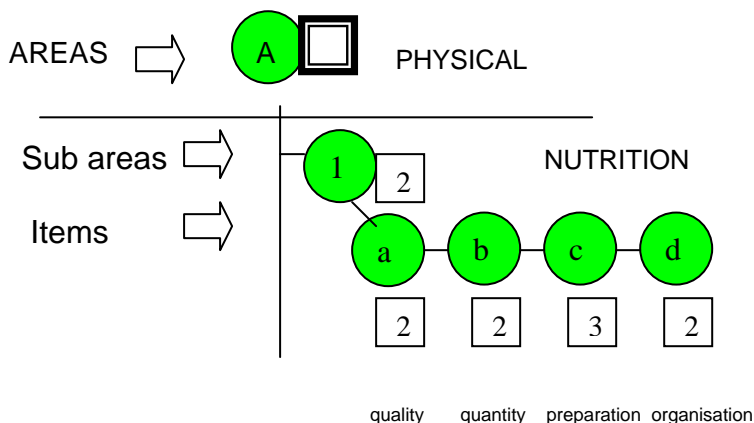 AREAS A PHYSICAL
Sub areas 1 2 NUTRITION
Items
a b c d
2 2 3 2
quality quantity preparation organisation